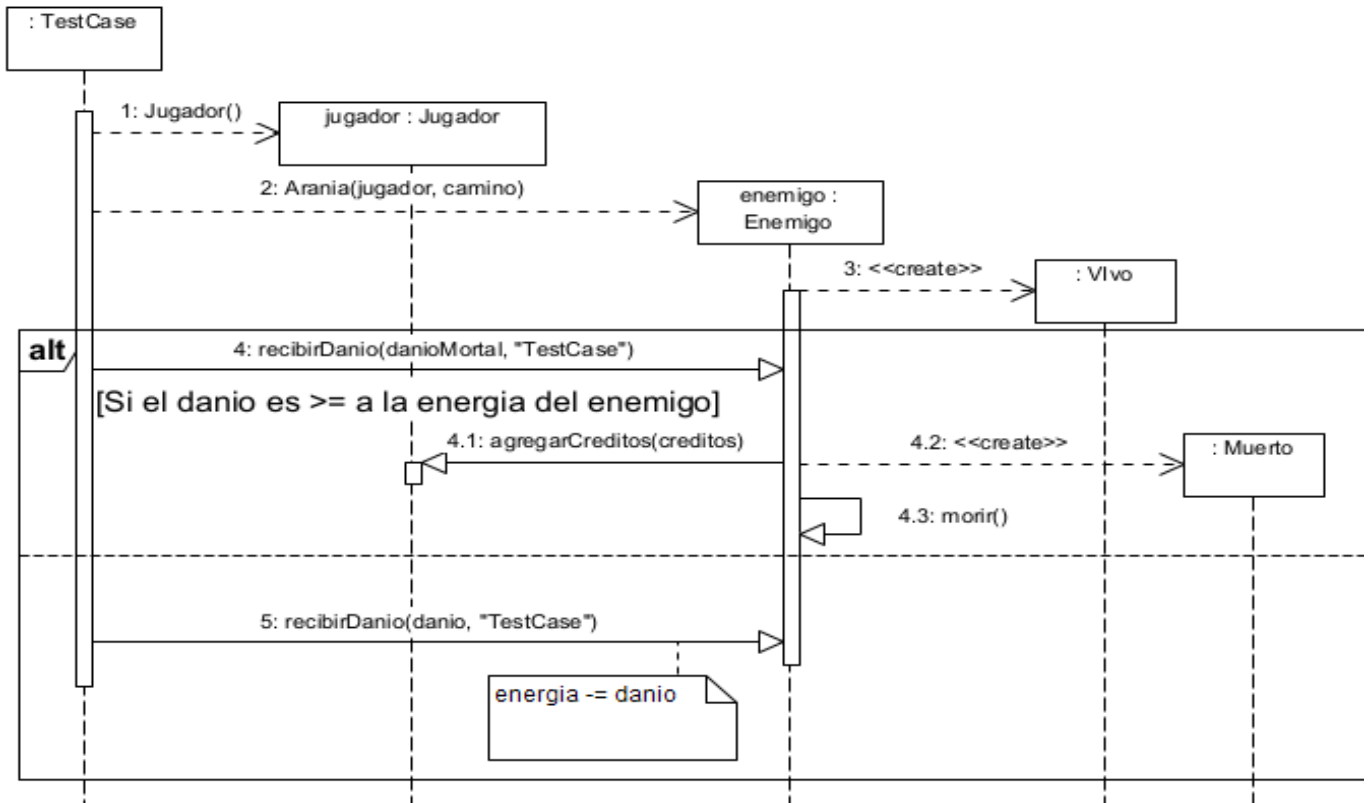 : TestCase
1: Jugador()
jugador : Jugador
2: Arania(jugador, camino)
enemigo :
Enemigo
3: <<create>>
: VIvo
alt
4: recibirDanio(danioMortal, "TestCase")
[Si el danio es >= a la energia del enemigo]
4.1: agregarCreditos(creditos)
4.2: <<create>>
: Muerto
4.3: morir()
5: recibirDanio(danio, "TestCase")
energia -= danio